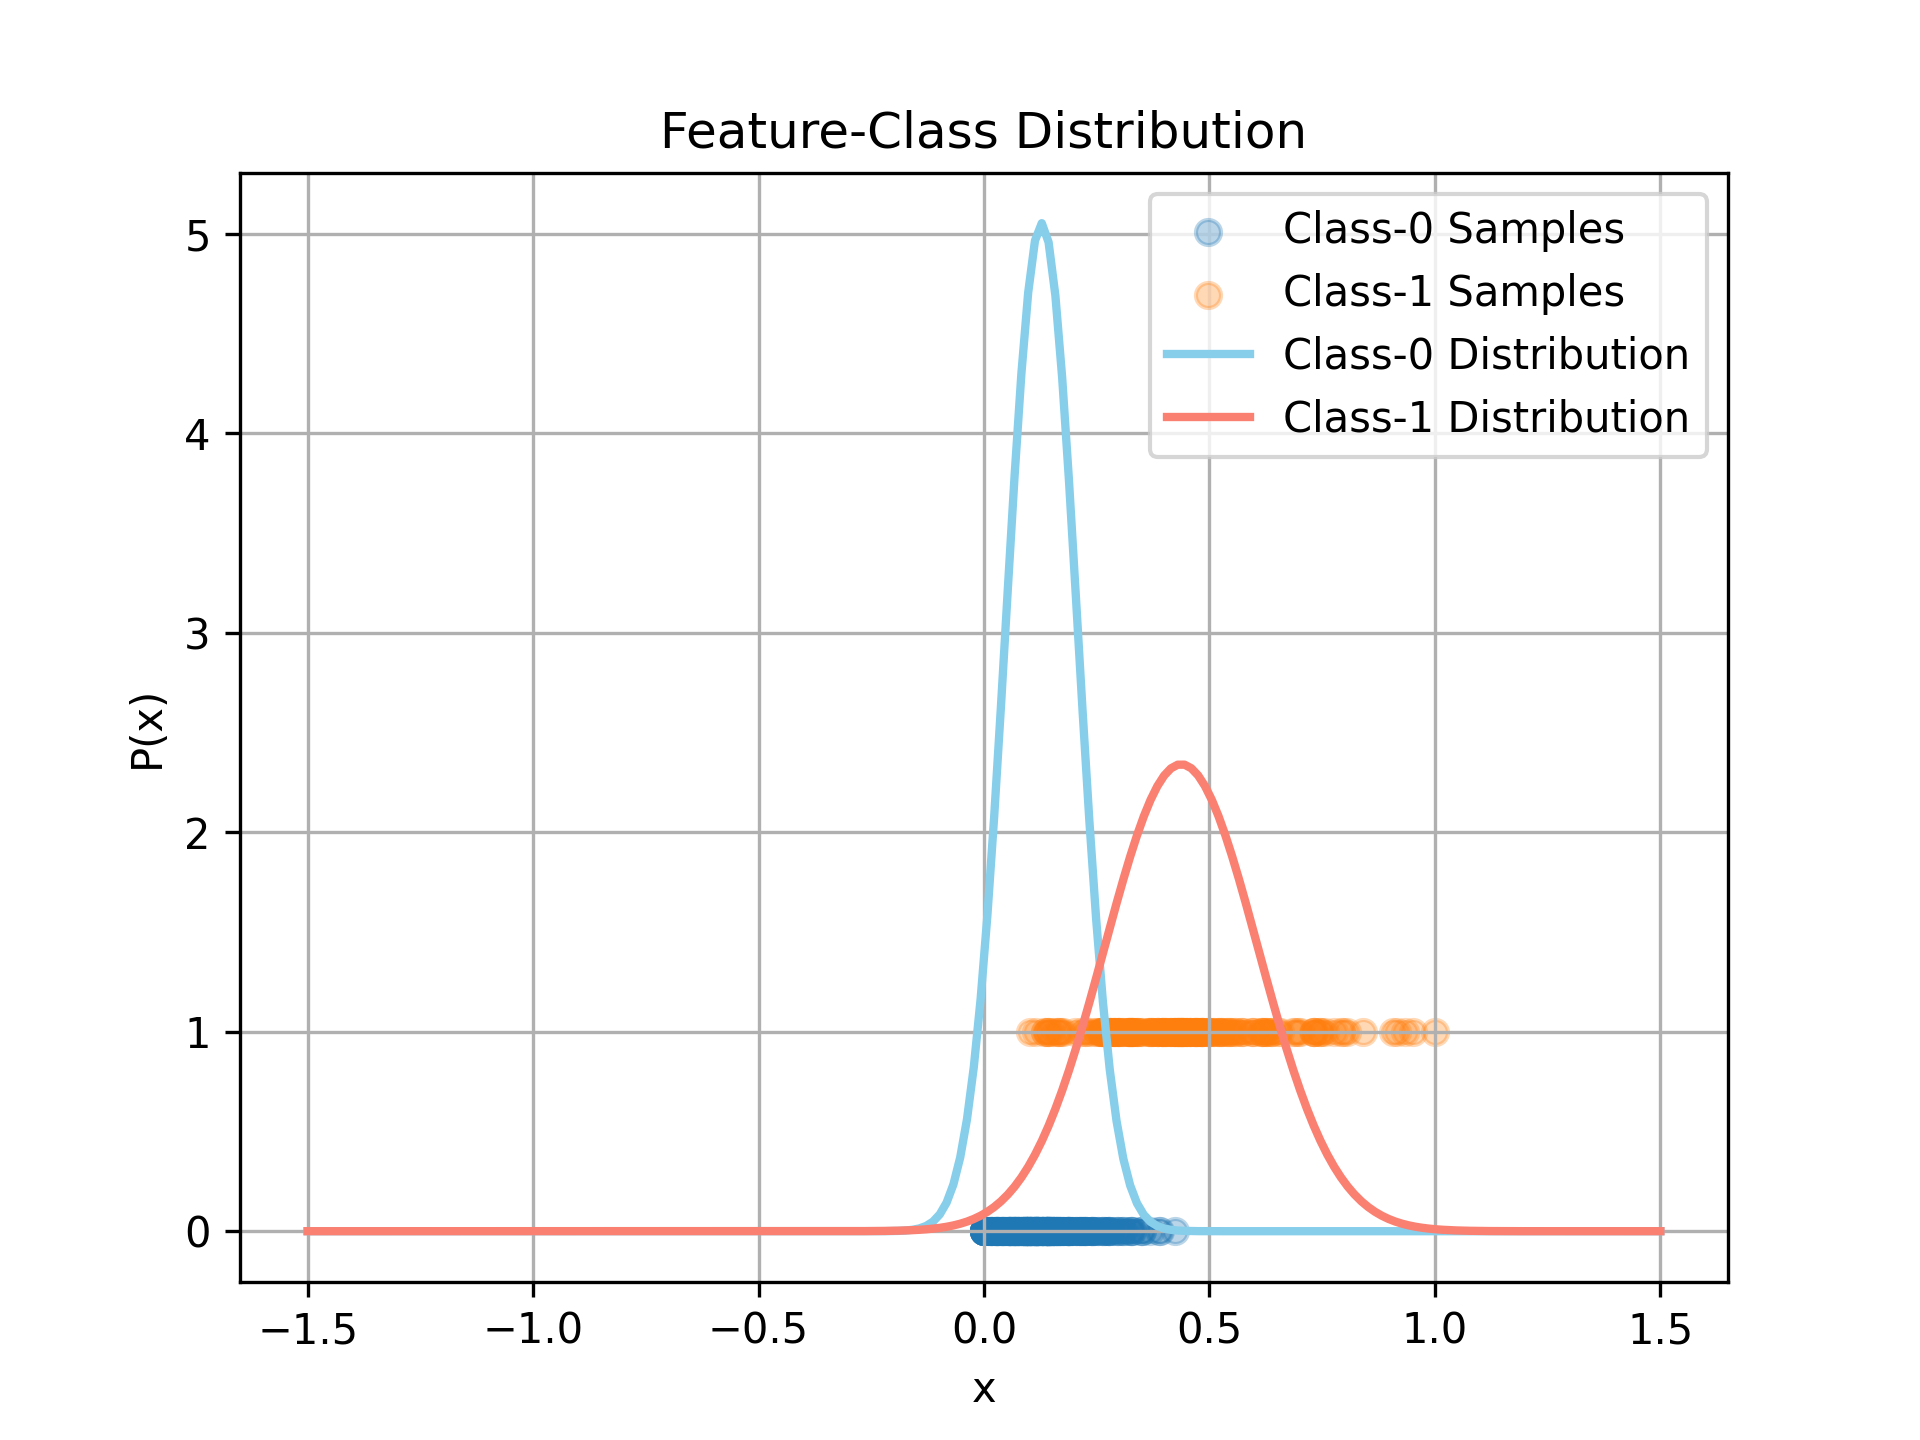 Feature-Class Distribution
Class-0 Samples
Class-1 Samples
Class-0 Distribution
Class-1 Distribution
5
4
3
2
1
0
P(x)
−1.5 −1.0 −0.5 0.0 0.5 1.0 1.5
x